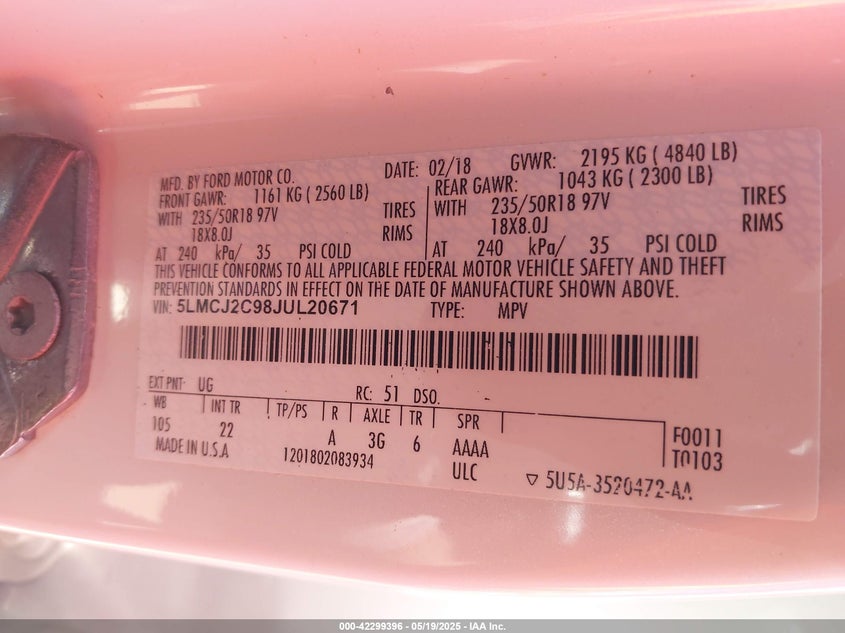 MFD. BY FORD MOTOR CO. DATE: 02/18 GVWR: 2195 KG ( 4840 LB)
FRONT GAWR: 1161 KG ( 2560 LB) REAR GAWR: 1043 KG ( 2300 LB)
WITH 235/50R18 97V TIRES WITH 235/50R18 97V TIRES
18X8.0J RIMS 18X8.0J RIMS
AT 240 kPa/ 35 PSI COLD AT 240 kPa/ 35 PSI COLD
THIS VEHICLE CONFORMS TO ALL APPLICABLE FEDERAL MOTOR VEHICLE SAFETY AND THEFT
PREVENTION STANDARDS IN EFFECT ON THE DATE OF MANUFACTURE SHOWN ABOVE.
VIN: 5LMCJ2C98JUL20671 TYPE: MPV
EXT PNT: UG RC: 51 DSO:
WB INT TR TP/PS R AXLE TR SPR
105 22 A 3G 6 AAAA F0011
MADE IN U.S.A 1201802083934 ULC T0103
▽ 5U5A-3520472-AA
000-42299396 - 05/19/2025 - IAA Inc.